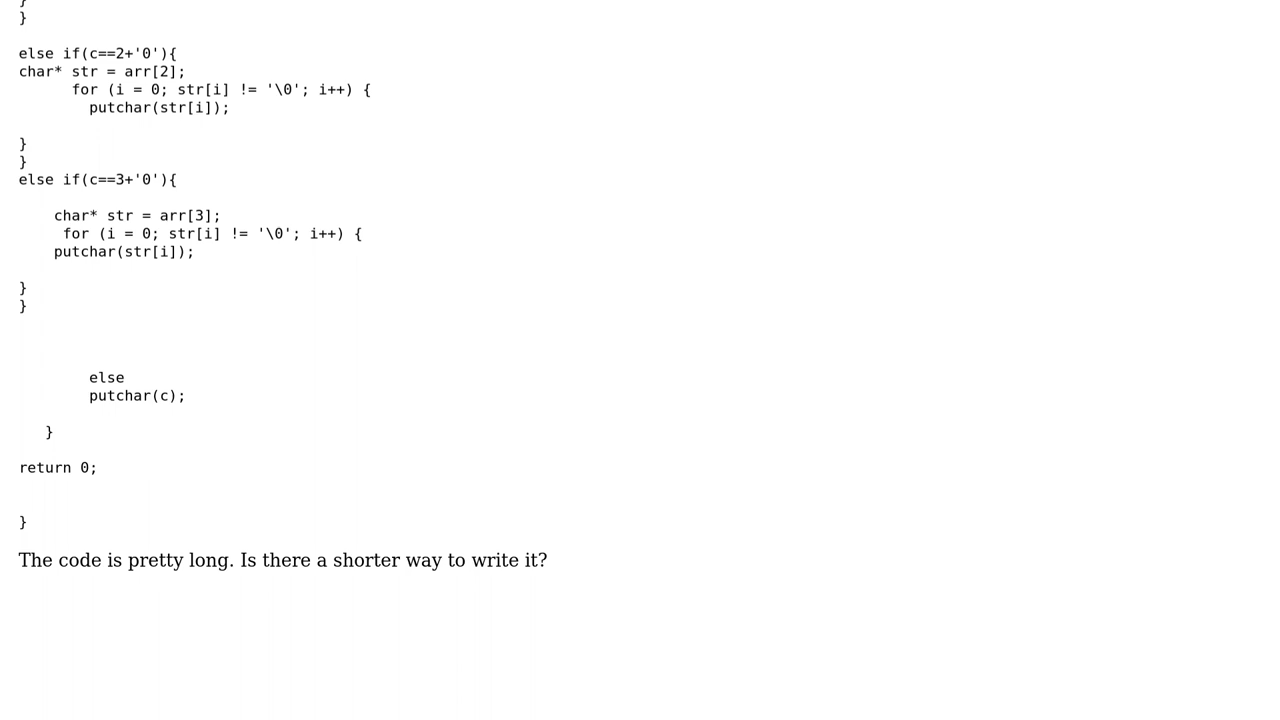 }
}
else if(c==2+'0'){
char* str = arr[2];
for (i = 0; str[i] != '\0'; i++) {
putchar(str[i]);
}
}
else if(c==3+'0'){
char* str = arr[3];
for (i = 0; str[i] != '\0'; i++) {
putchar(str[i]);
}
}
else
putchar(c);
}
return 0;
}
The code is pretty long. Is there a shorter way to write it?